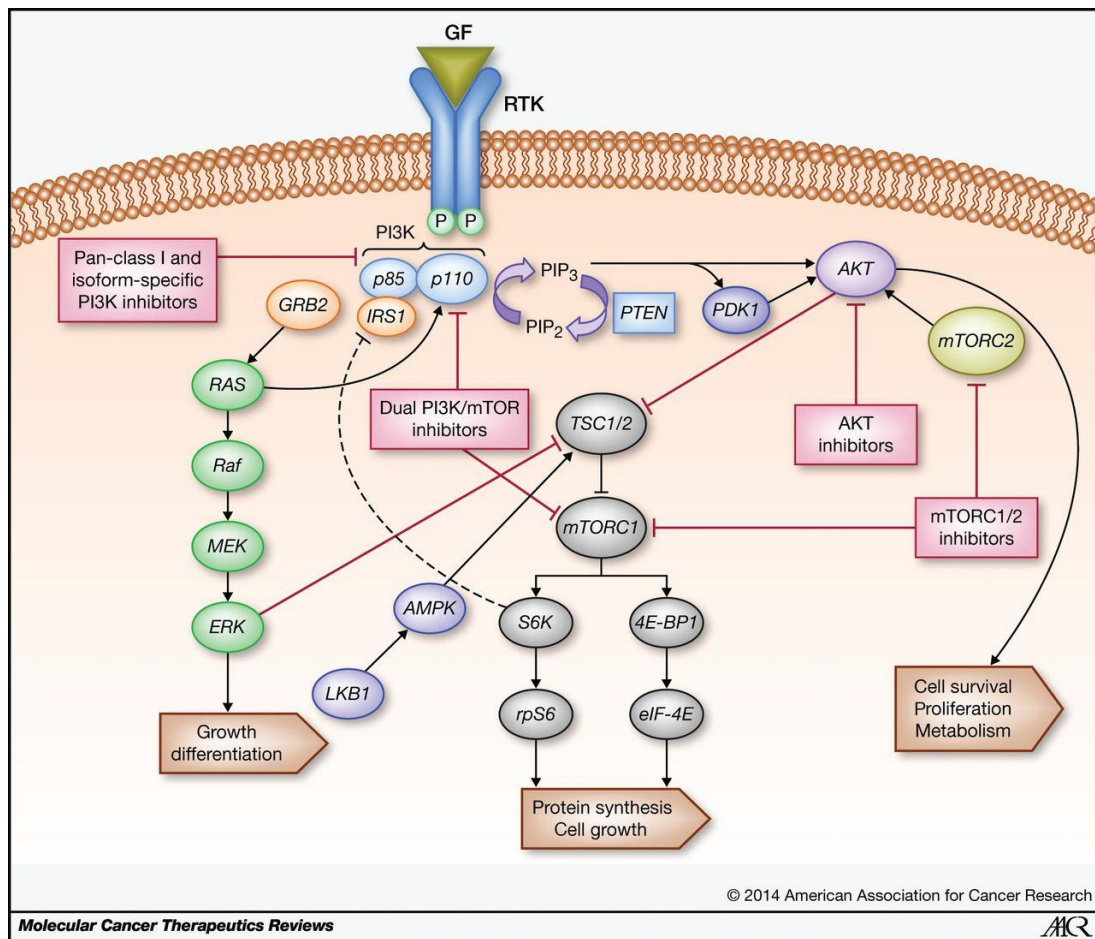 GF
RTK
P P
PI3K
Pan-class I and
isoform-specific
PI3K inhibitors
p85 p110
GRB2
IRS1
PIP3
PIP2
PTEN
PDK1
AKT
mTORC2
RAS
Dual PI3K/mTOR
inhibitors
TSC1/2
AKT
inhibitors
Raf
mTORC1
mTORC1/2
inhibitors
MEK
AMPK
S6K
4E-BP1
ERK
LKB1
rpS6
eIF-4E
Cell survival
Proliferation
Metabolism
Growth
differentiation
Protein synthesis
Cell growth
© 2014 American Association for Cancer Research
Molecular Cancer Therapeutics Reviews
AACR